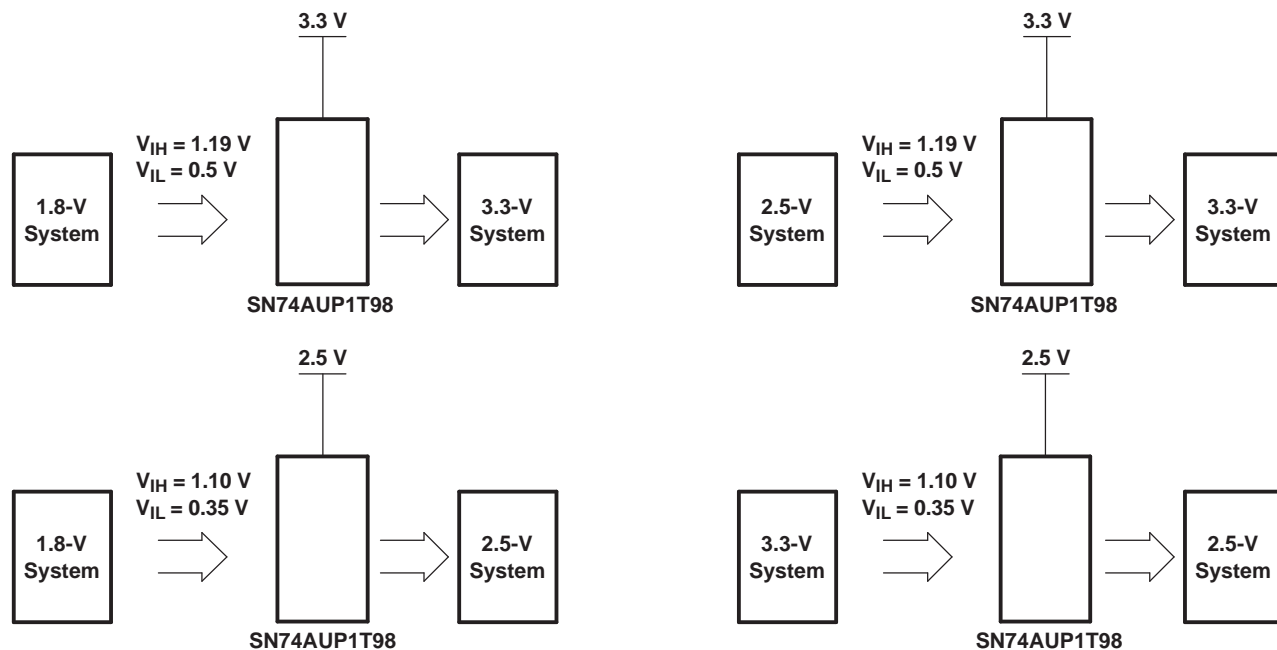 3.3 V
V_IH = 1.19 V
V_IL = 0.5 V
1.8-V
System
3.3-V
System
SN74AUP1T98
3.3 V
V_IH = 1.19 V
V_IL = 0.5 V
2.5-V
System
3.3-V
System
SN74AUP1T98
2.5 V
V_IH = 1.10 V
V_IL = 0.35 V
1.8-V
System
2.5-V
System
SN74AUP1T98
2.5 V
V_IH = 1.10 V
V_IL = 0.35 V
3.3-V
System
2.5-V
System
SN74AUP1T98